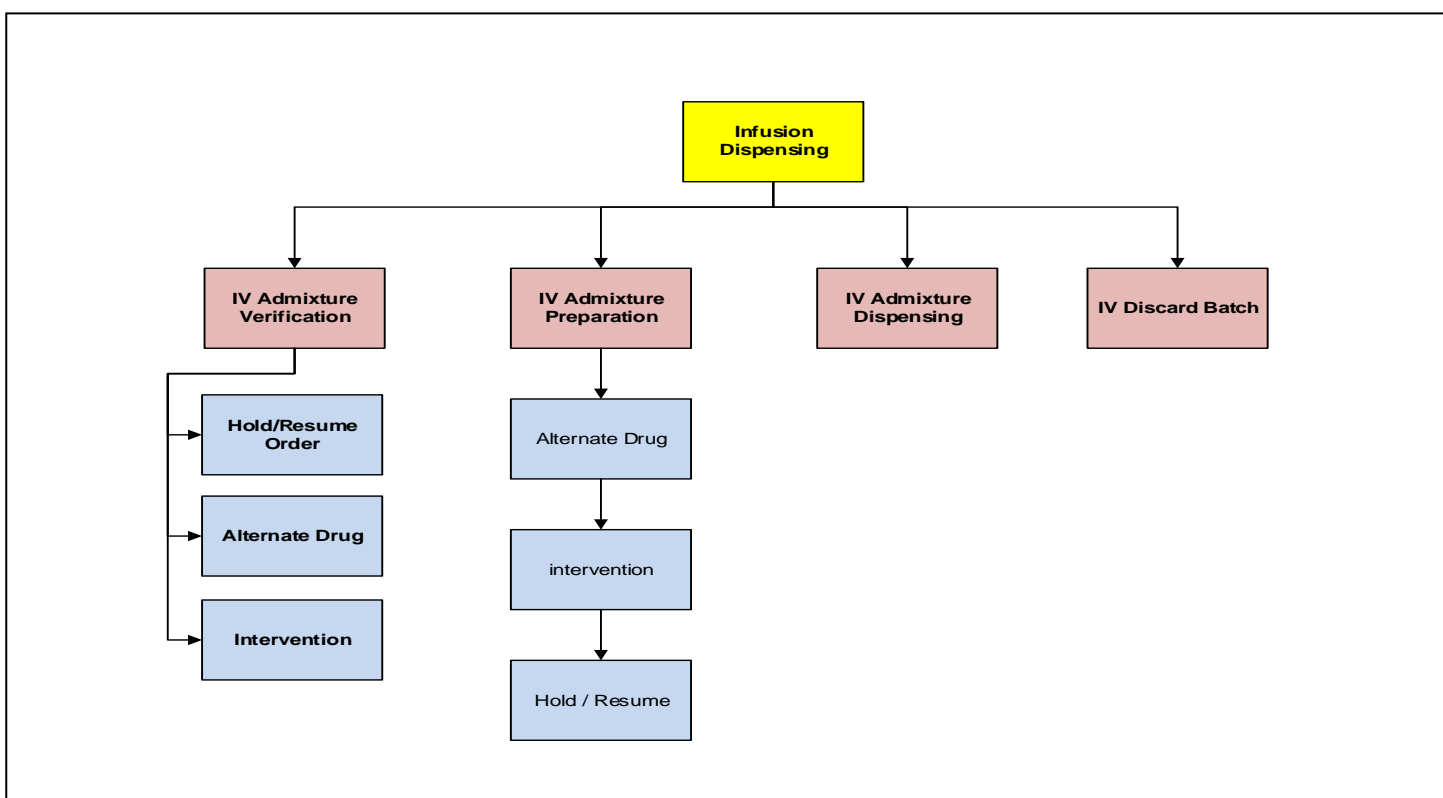 Infusion
Dispensing
IV Admixture
Verification
IV Admixture
Preparation
IV Admixture
Dispensing
IV Discard Batch
Hold/Resume
Order
Alternate Drug
Intervention
Alternate Drug
intervention
Hold / Resume